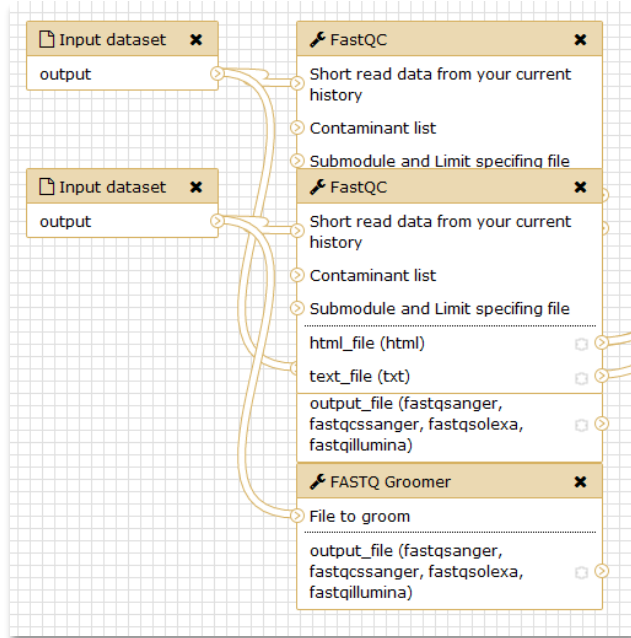 Input dataset
output
FastQC
Short read data from your current
history
Contaminant list
Submodule and Limit specifing file
Input dataset
output
FastQC
Short read data from your current
history
Contaminant list
Submodule and Limit specifing file
html_file (html)
text_file (txt)
output_file (fastqsanger,
fastqcssanger, fastqsolexa,
fastqillumina)
FASTQ Groomer
File to groom
output_file (fastqsanger,
fastqcssanger, fastqsolexa,
fastqillumina)